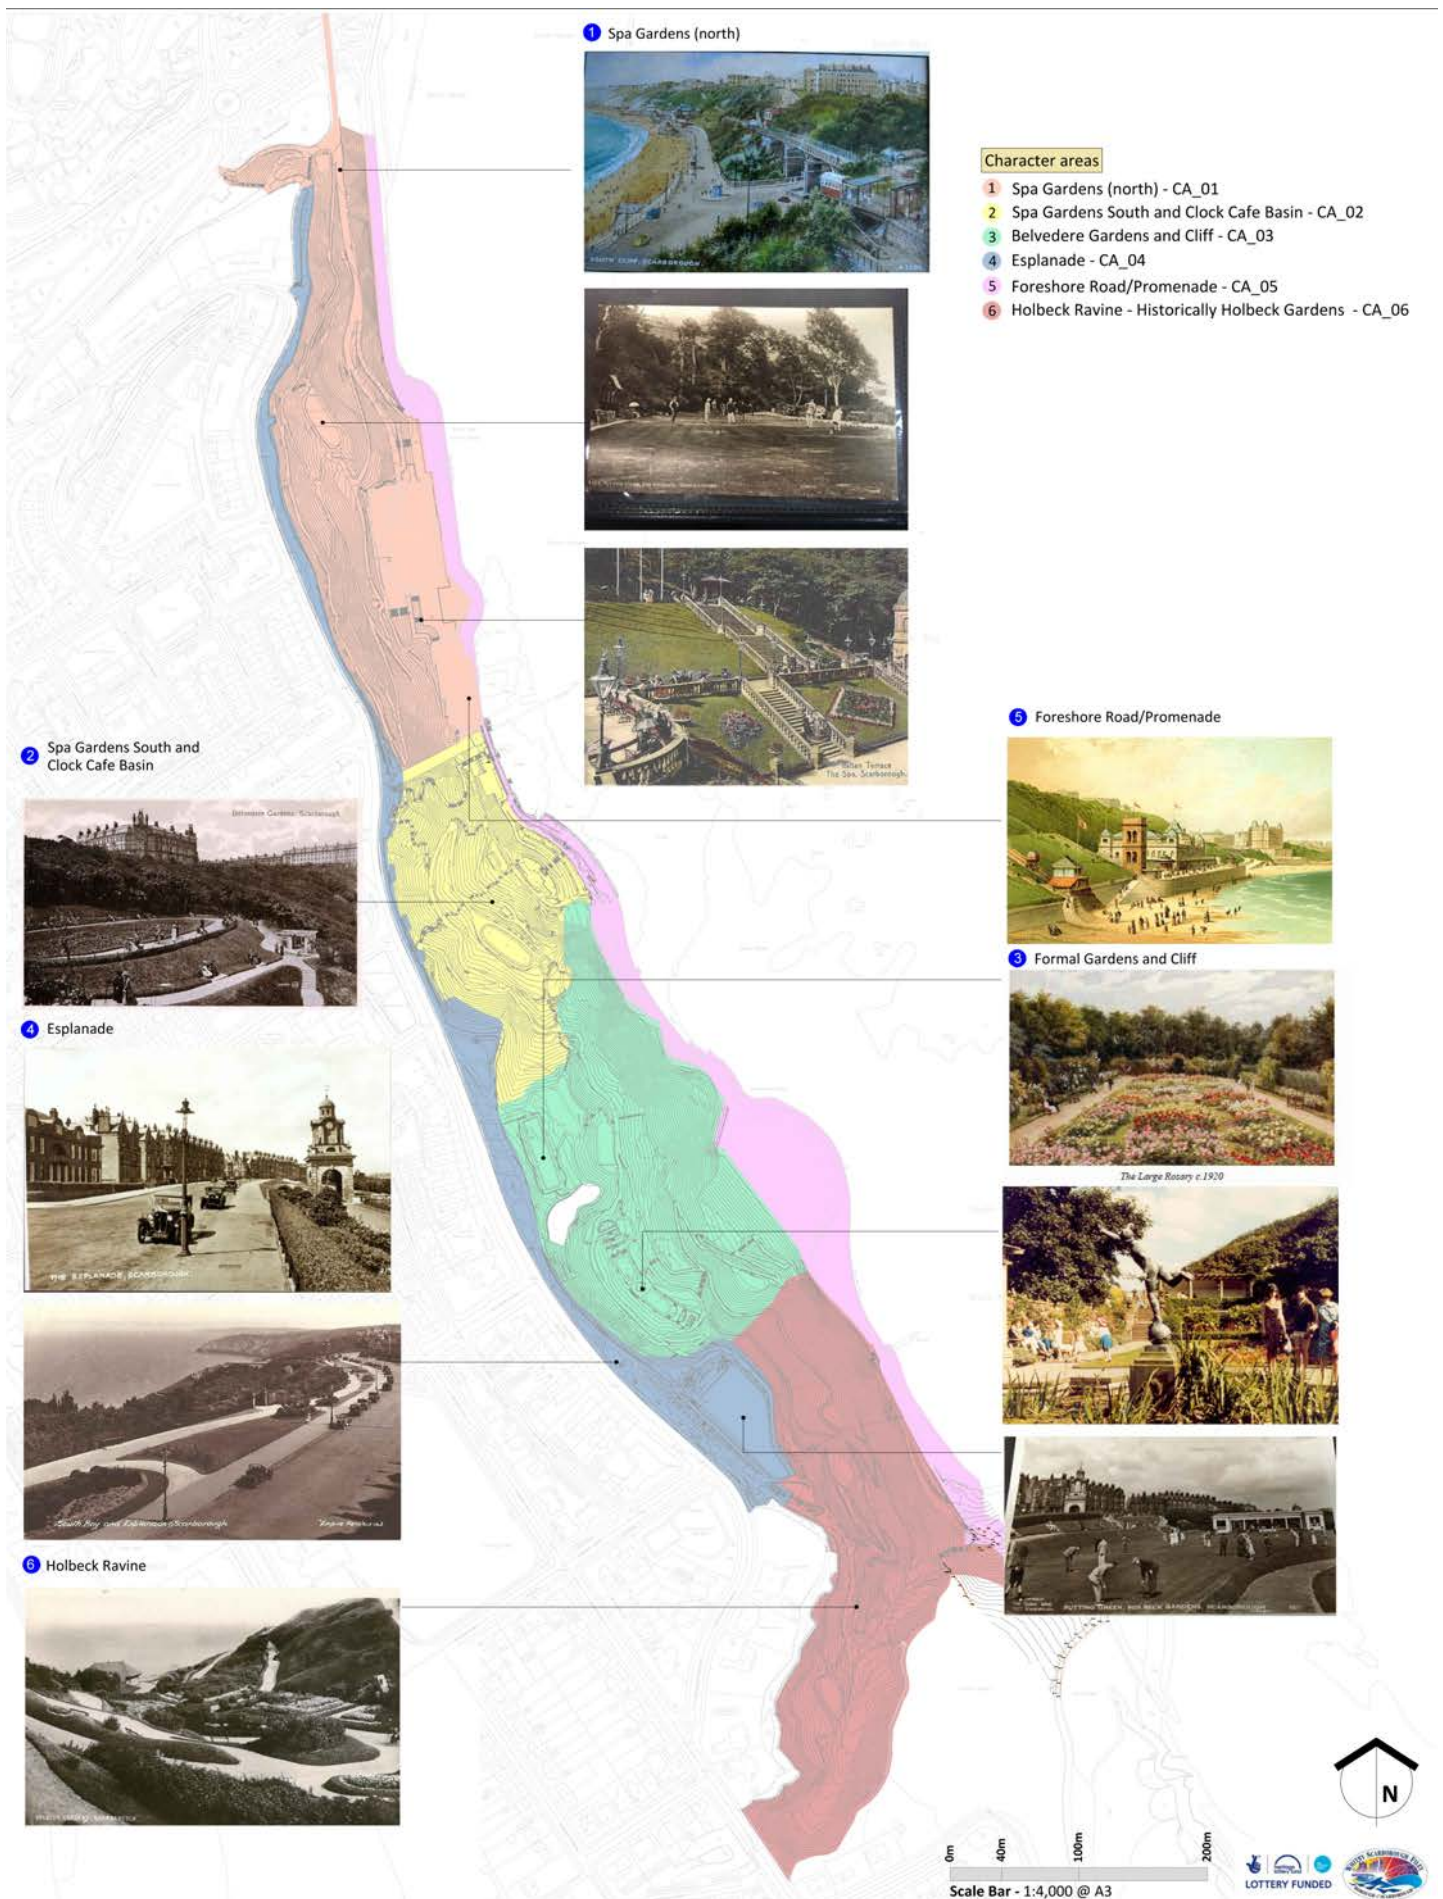 1 Spa Gardens (north)
SOUTH CLIFF, SCARBOROUGH.
Character areas
1 Spa Gardens (north) - CA_01
2 Spa Gardens South and Clock Cafe Basin - CA_02
3 Belvedere Gardens and Cliff - CA_03
4 Esplanade - CA_04
5 Foreshore Road/Promenade - CA_05
6 Holbeck Ravine - Historically Holbeck Gardens - CA_06
Italian Terrace
The Spa, Scarborough.
2 Spa Gardens South and
Clock Cafe Basin
Gardens, Scarborough
5 Foreshore Road/Promenade
3 Formal Gardens and Cliff
The Large Rosary c.1920
4 Esplanade
THE ESPLANADE, SCARBOROUGH
South Bay and Esplanade, Scarborough
PUTTING GREEN, HOLBECK GARDENS, SCARBOROUGH
6 Holbeck Ravine
N
0m
40m
100m
200m
Scale Bar - 1:4,000 @ A3
LOTTERY FUNDED